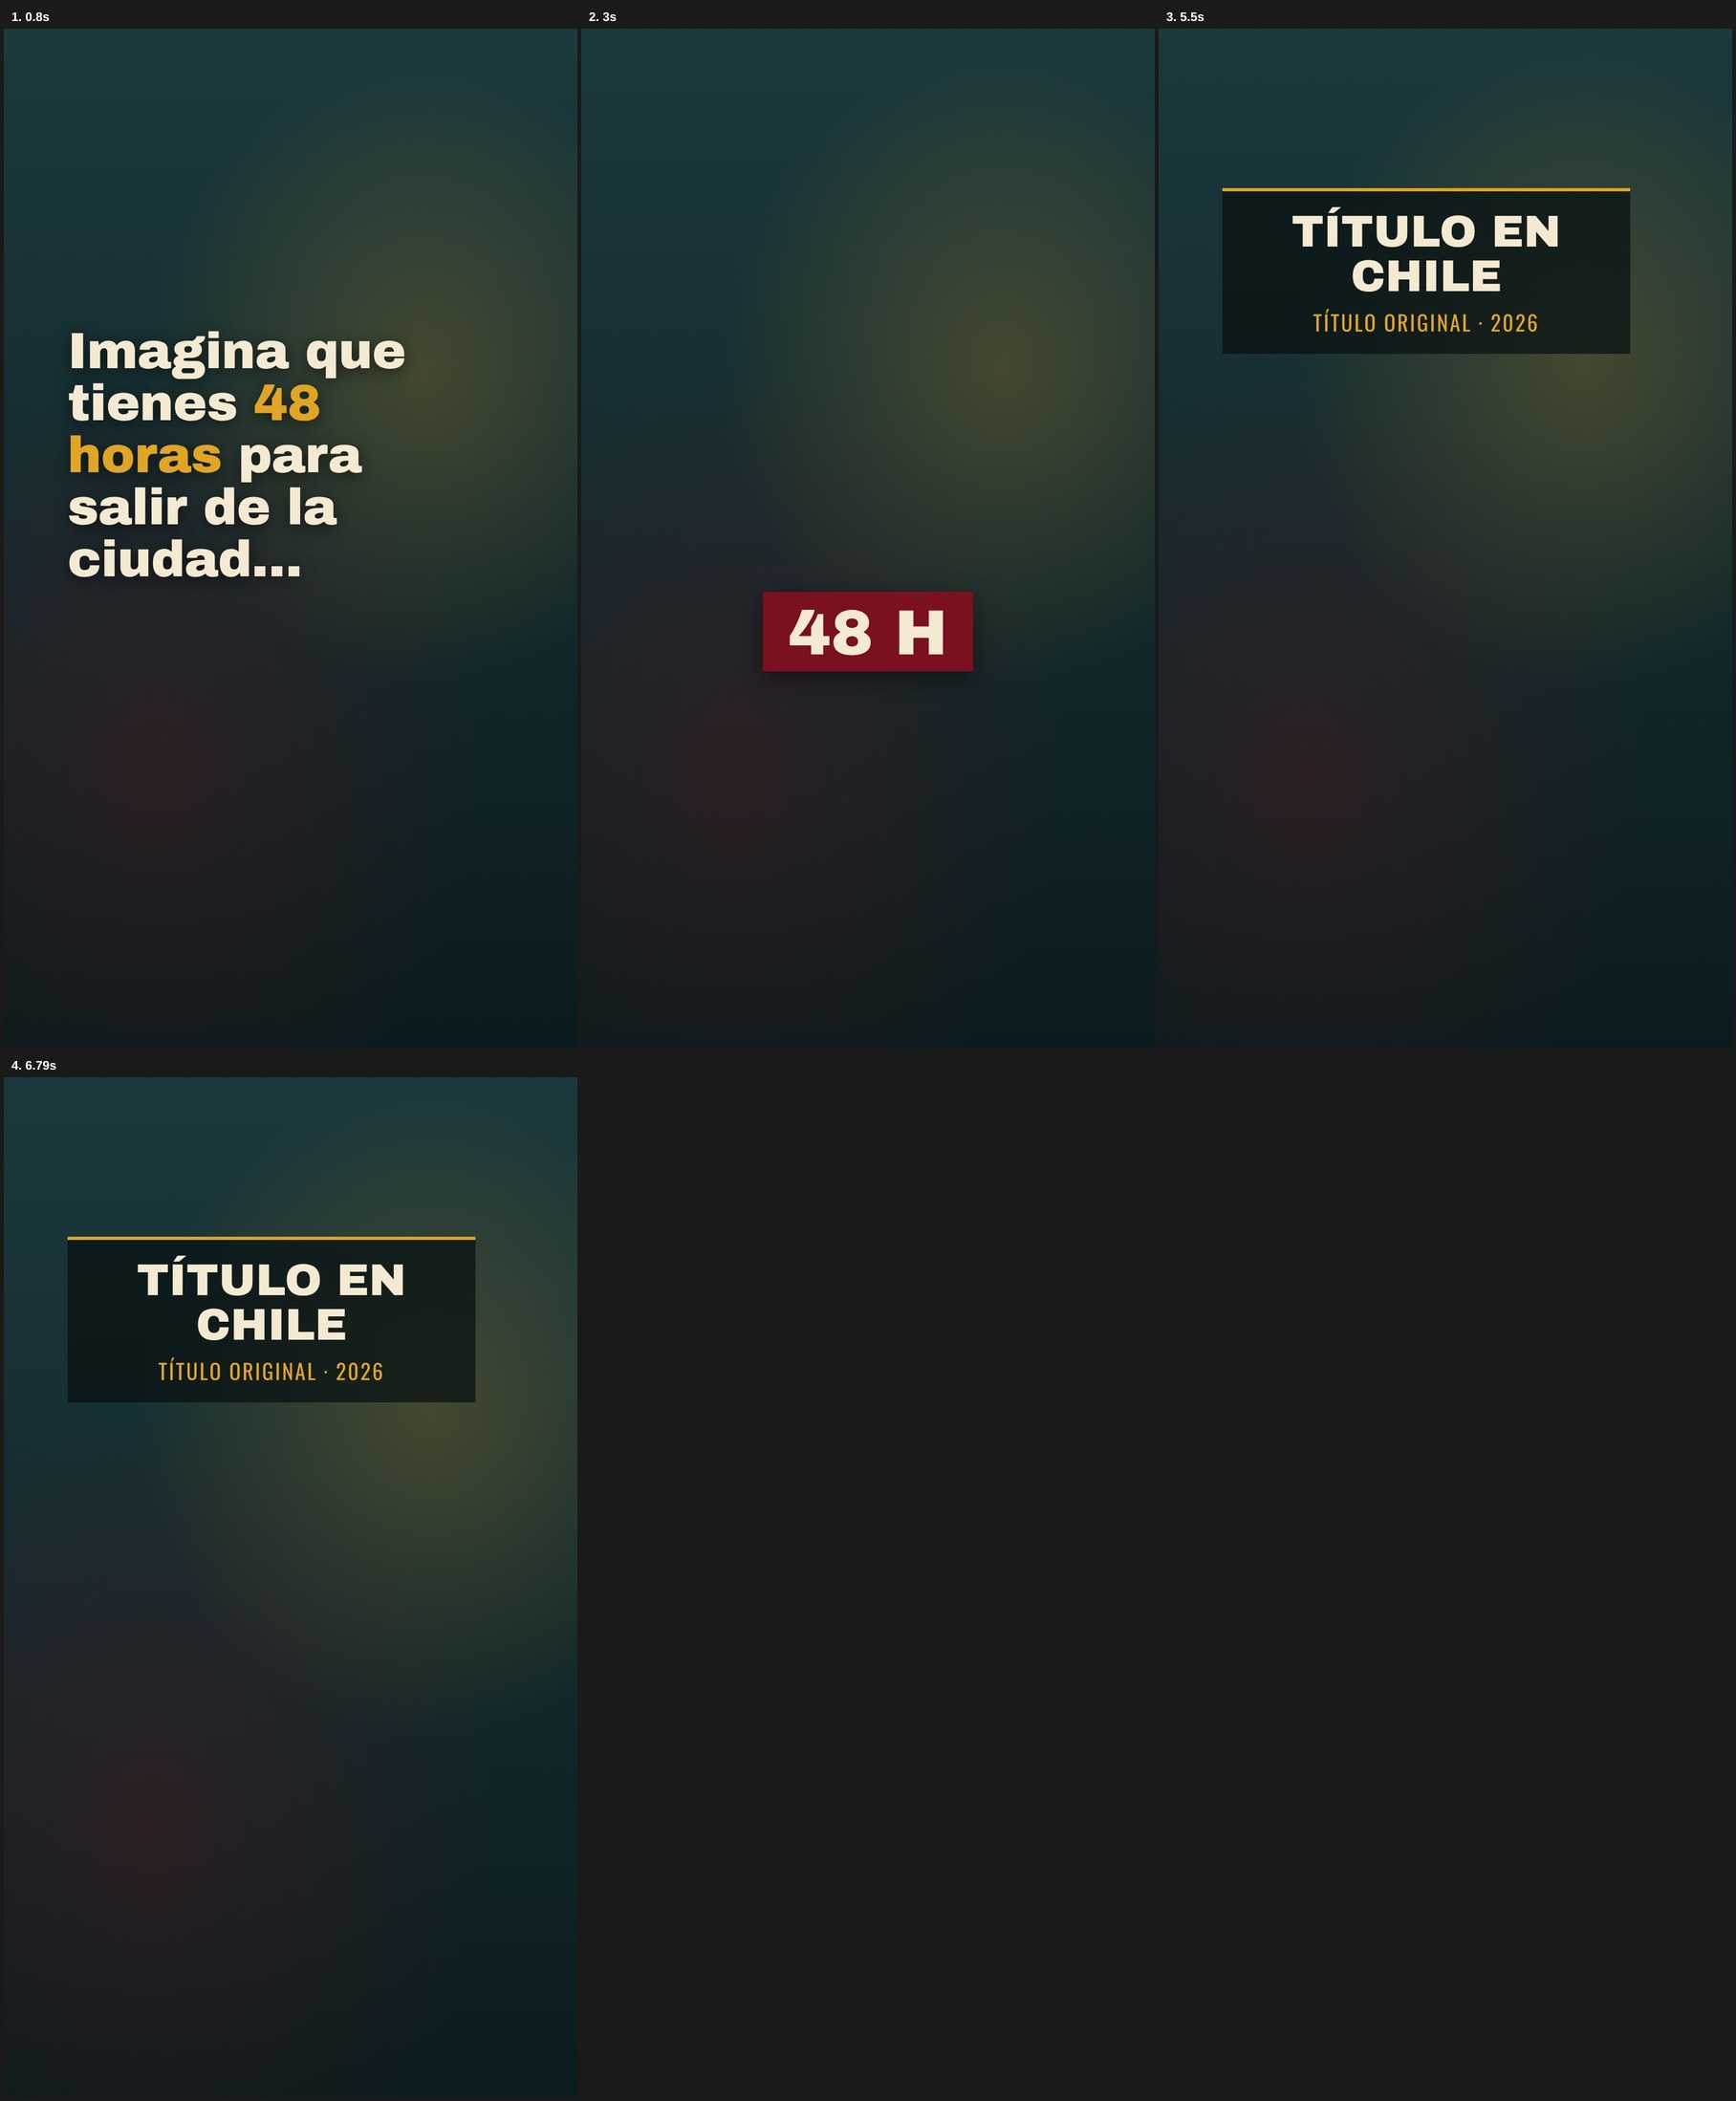 1. 0.8s
Imagina que
tienes 48
horas para
salir de la
ciudad...
2. 3s
48 H
3. 5.5s
TÍTULO EN
CHILE
TÍTULO ORIGINAL · 2026
4. 6.79s
TÍTULO EN
CHILE
TÍTULO ORIGINAL · 2026